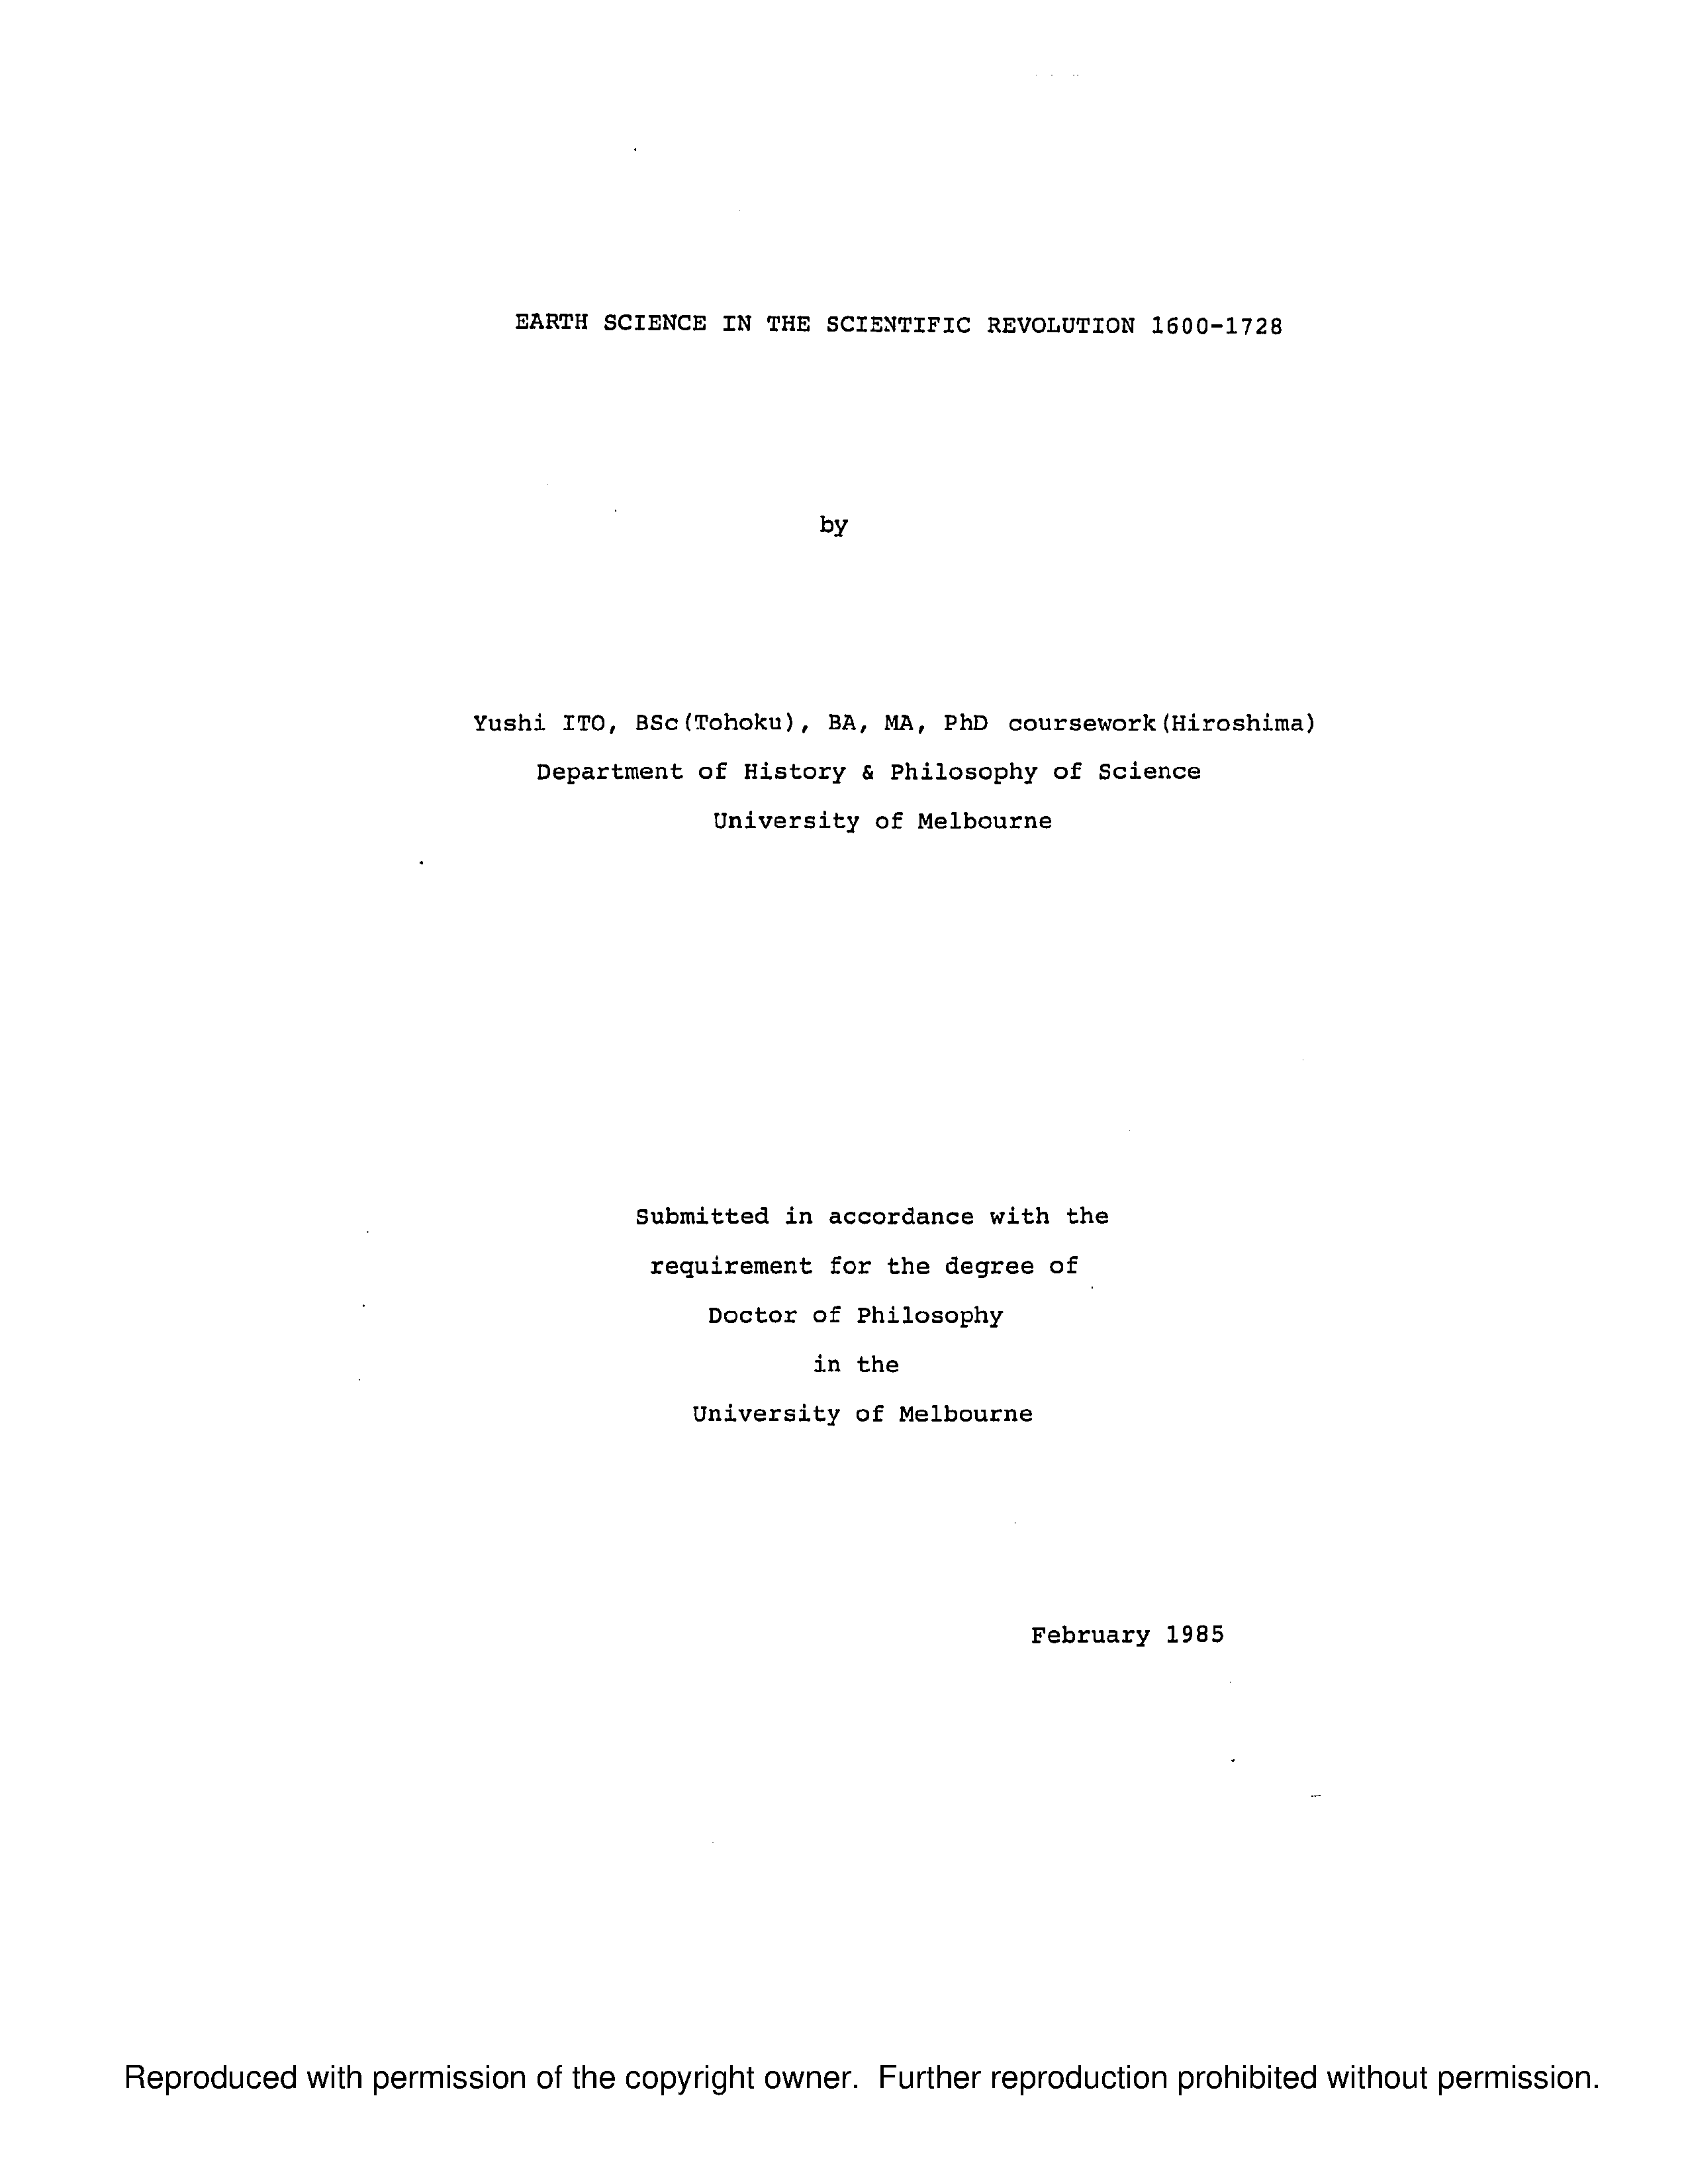 EARTH SCIENCE IN THE SCIENTIFIC REVOLUTION 1600-1728
by
Yushi ITO, BSc(Tohoku), BA, MA, PhD coursework(Hiroshima)
Department of History & Philosophy of Science
University of Melbourne
Submitted in accordance with the
requirement for the degree of
Doctor of Philosophy
in the
University of Melbourne
February 1985
Reproduced with permission of the copyright owner. Further reproduction prohibited without permission.